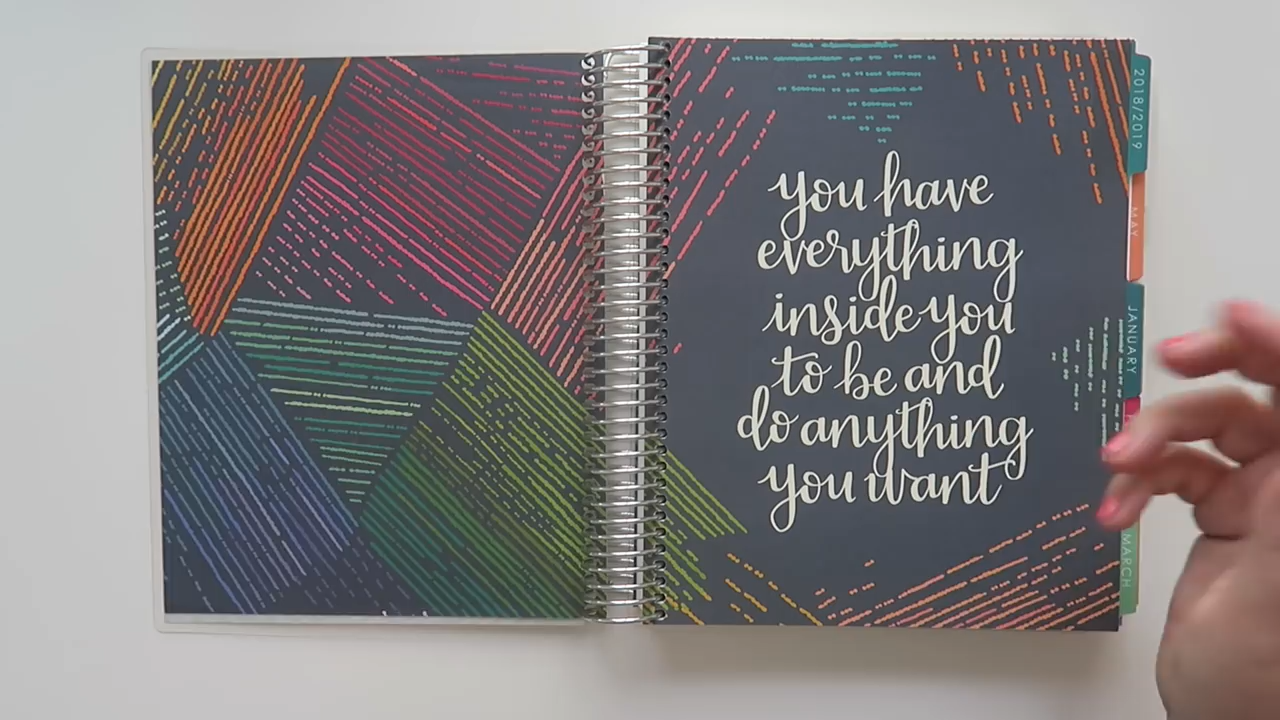 you have
everything
inside you
to be and
do anything
you want
2018/2019
MAY
JANUARY
MARCH